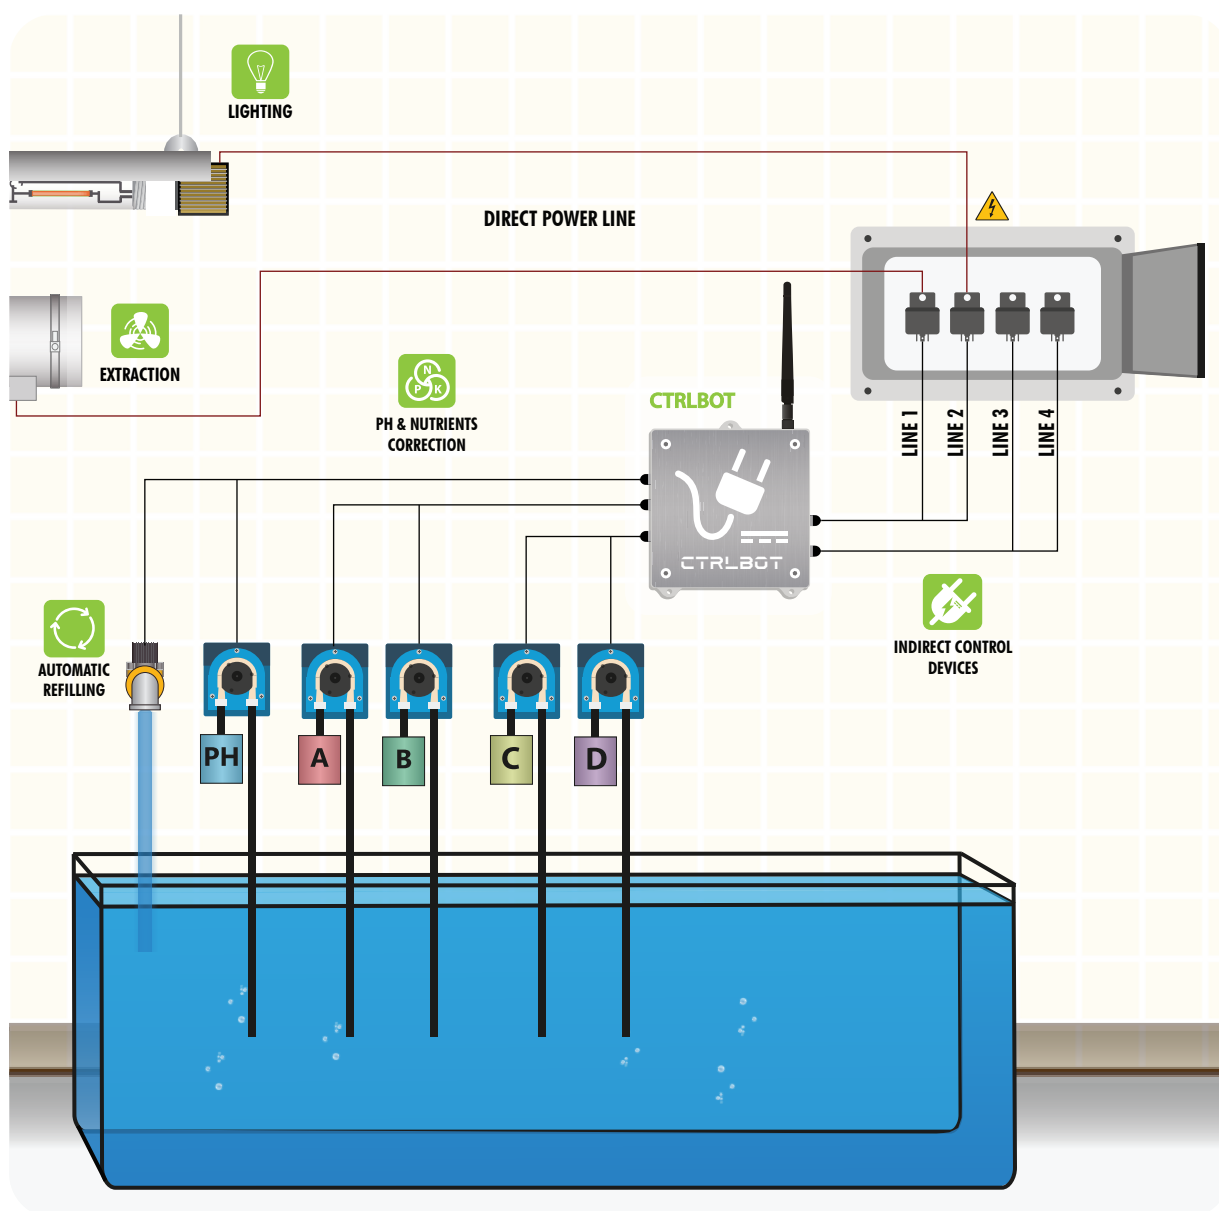 LIGHTING
DIRECT POWER LINE
EXTRACTION
N
P K
PH & NUTRIENTS
CORRECTION
CTRLBOT
LINE 1
LINE 2
LINE 3
LINE 4
CTRLBOT
AUTOMATIC
REFILLING
INDIRECT CONTROL
DEVICES
PH
A
B
C
D